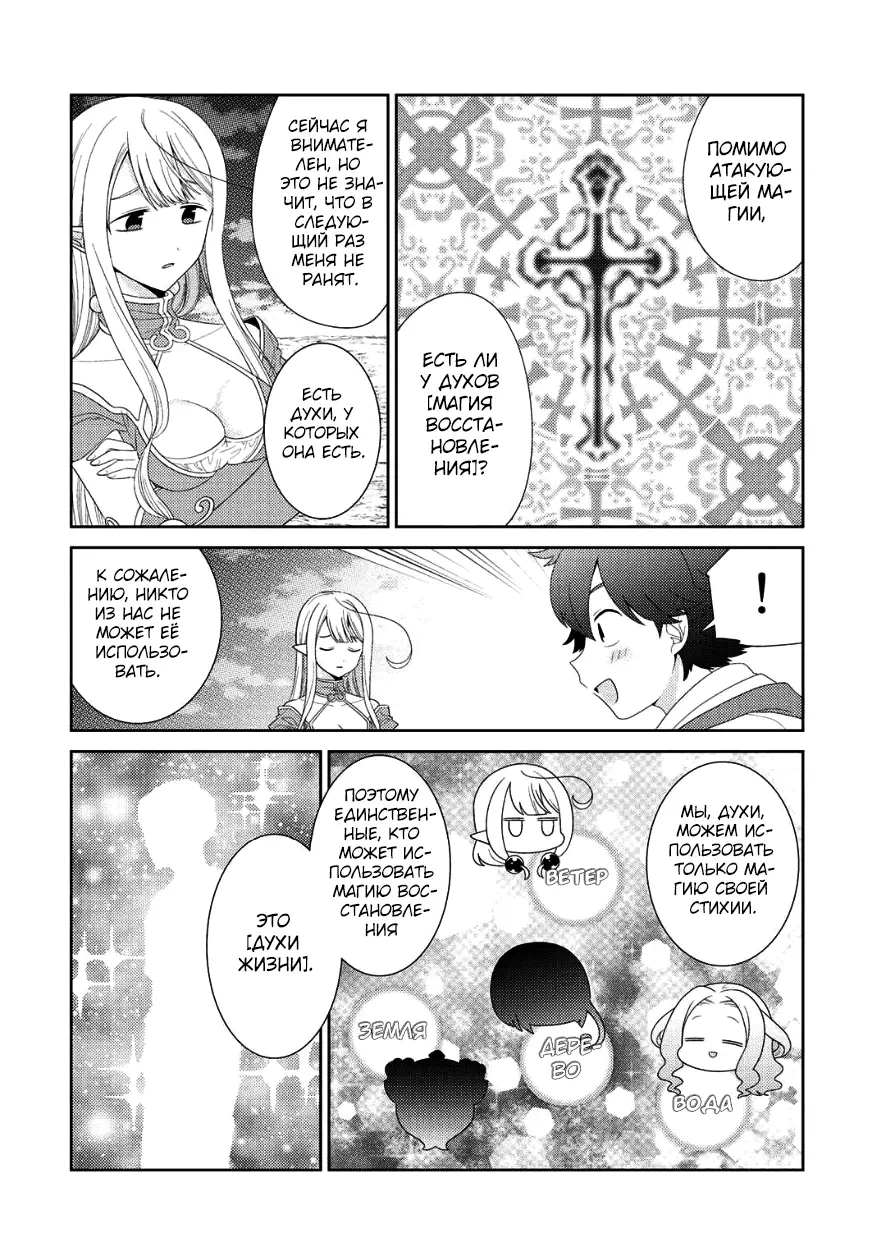 ПОМИМО
АТАКУЮ-
ЩЕЙ МА-
ГИИ,
ЕСТЬ ЛИ
У ДУХОВ
[МАГИЯ
ВОССТА-
НОВЛЕ-
НИЯ]?
СЕЙЧАС Я
ВНИМАТЕ-
ЛЕН, НО
ЭТО НЕ ЗНА-
ЧИТ, ЧТО В
СЛЕДУЮ-
ЩИЙ РАЗ
МЕНЯ НЕ
РАНЯТ.
ЕСТЬ
ДУХИ, У
КОТОРЫХ
ОНА ЕСТЬ.
!
К СОЖАЛЕ-
НИЮ, НИКТО
ИЗ НАС НЕ
МОЖЕТ ЕЁ
ИСПОЛЬЗО-
ВАТЬ.
МЫ, ДУХИ,
МОЖЕМ ИС-
ПОЛЬЗОВАТЬ
ТОЛЬКО МА-
ГИЮ СВОЕЙ
СТИХИИ.
ВЕТЕР
ЗЕМЛЯ
ДЕРЕ-
ВО
ВОДА
ПОЭТОМУ
ЕДИНСТВЕН-
НЫЕ, КТО
МОЖЕТ ИС-
ПОЛЬЗОВАТЬ
МАГИЮ ВОС-
СТАНОВЛЕ-
НИЯ
ЭТО
[ДУХИ
ЖИЗНИ].